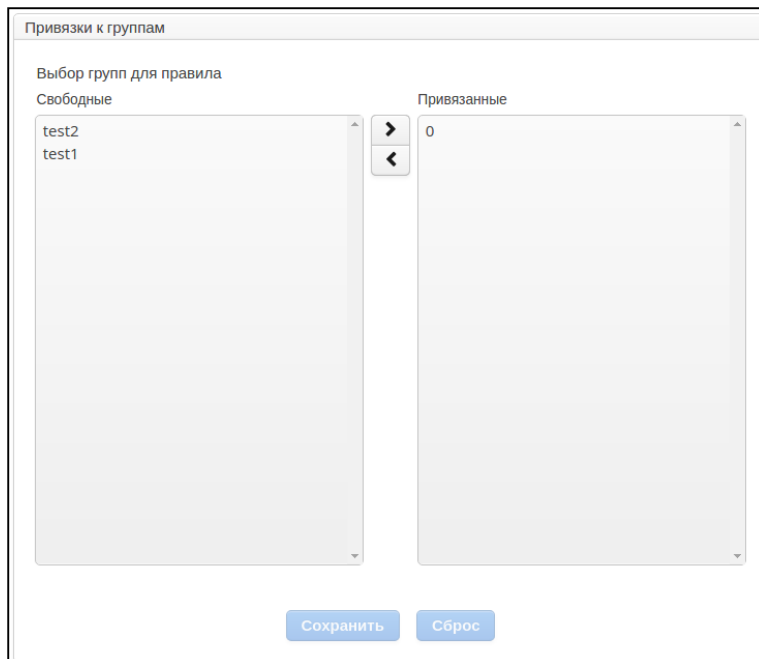 Привязки к группам
Выбор групп для правила
Свободные
Привязанные
test2
test1
0
Сохранить
Сброс